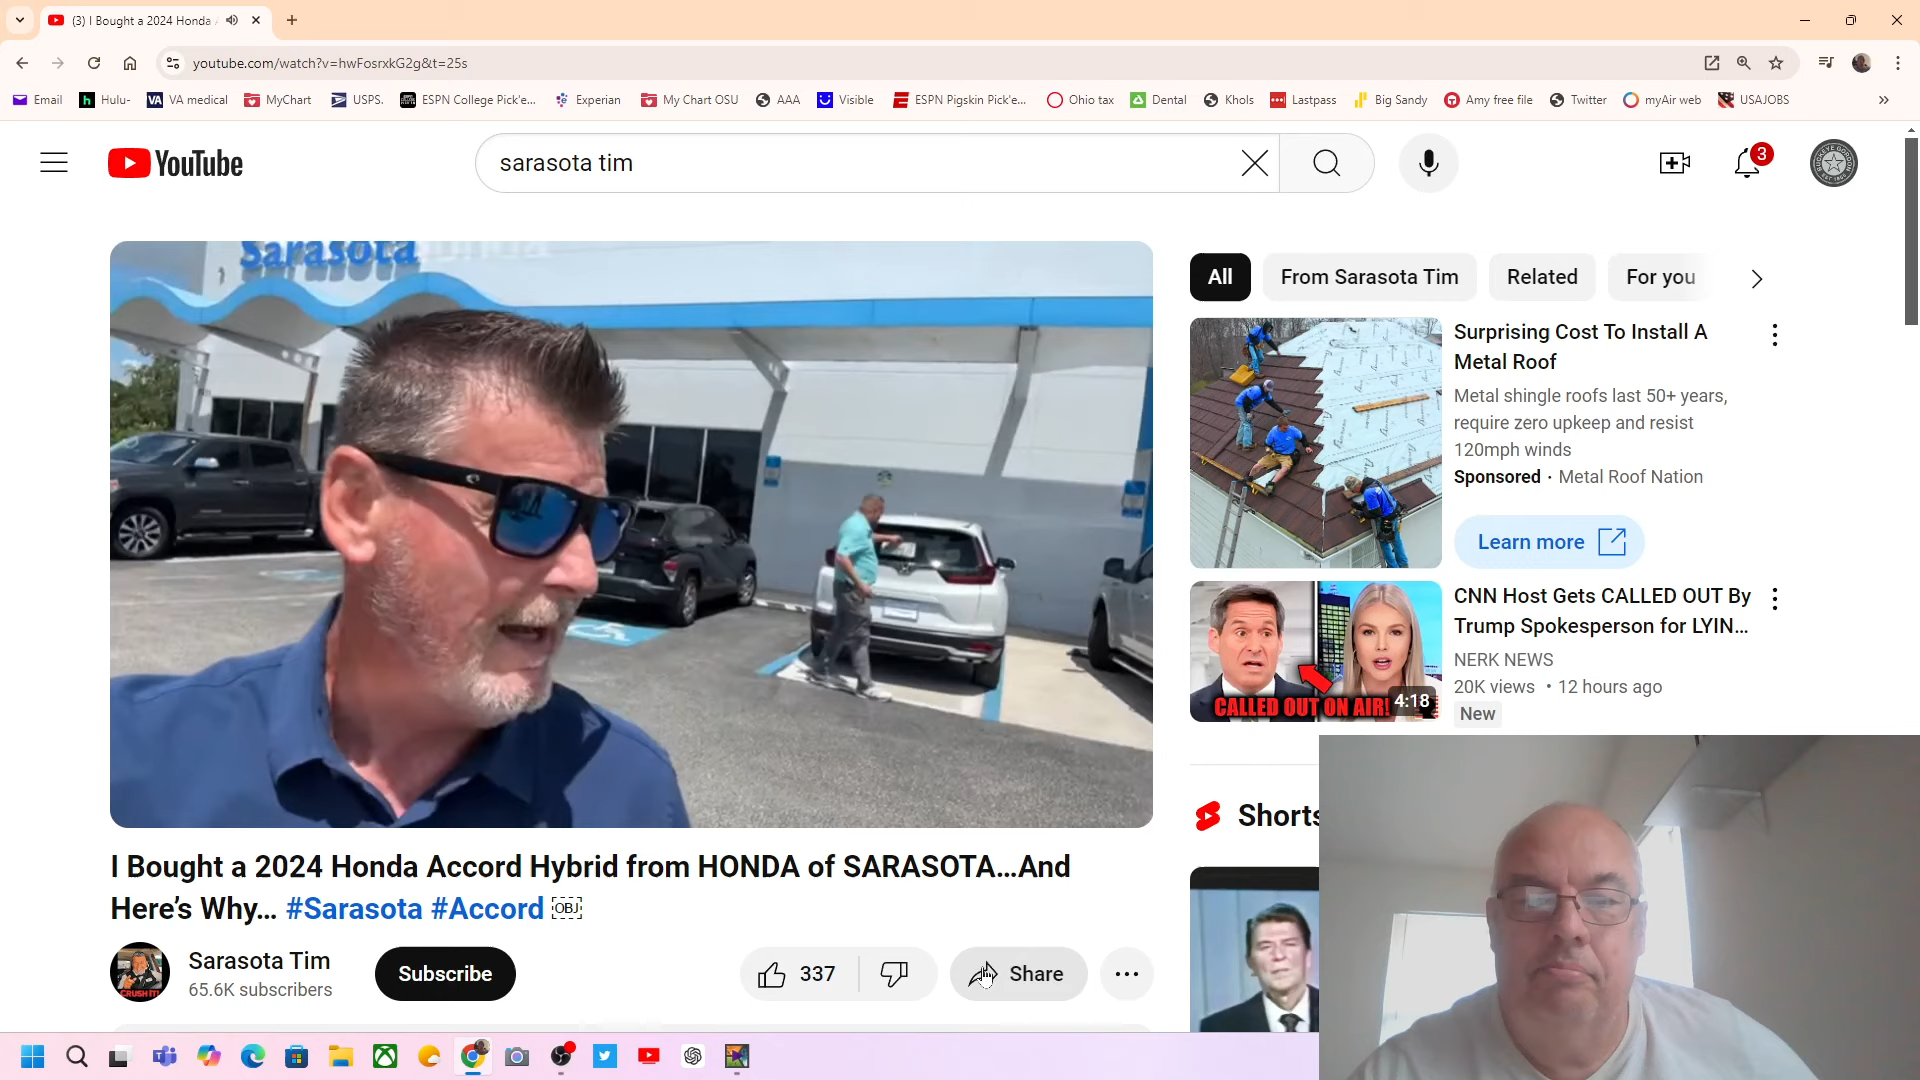 (3) I Bought a 2024 Honda
youtube.com/watch?v=hwFosrxkG2g&t=25s
Email
Hulu-
VA VA medical
MyChart
USPS.
ESPN College Pick'e...
Experian
My Chart OSU
AAA
Visible
ESPN Pigskin Pick'e...
Ohio tax
Dental
Khols
Lastpass
Big Sandy
Amy free file
Twitter
myAir web
USAJOBS
YouTube
sarasota tim
3
Sarasota
All
From Sarasota Tim
Related
For you
Surprising Cost To Install A
Metal Roof
Metal shingle roofs last 50+ years,
require zero upkeep and resist
120mph winds
Sponsored · Metal Roof Nation
Learn more
CALLED OUT ON AIR!
4:18
CNN Host Gets CALLED OUT By
Trump Spokesperson for LYIN...
NERK NEWS
20K views • 12 hours ago
New
Shorts
I Bought a 2024 Honda Accord Hybrid from HONDA of SARASOTA...And
Here's Why... #Sarasota #Accord OBJ
CRUSH IT!
Sarasota Tim
65.6K subscribers
Subscribe
337
Share